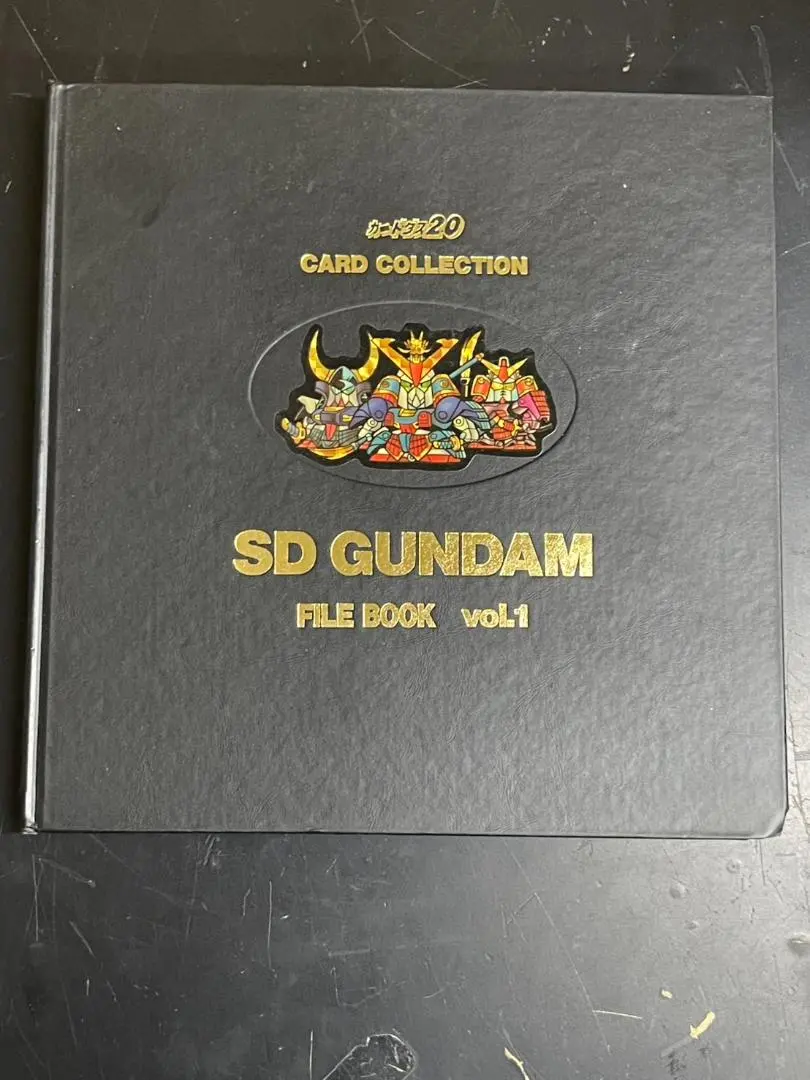 カードダス20
CARD COLLECTION
SD GUNDAM
FILE BOOK vol.1